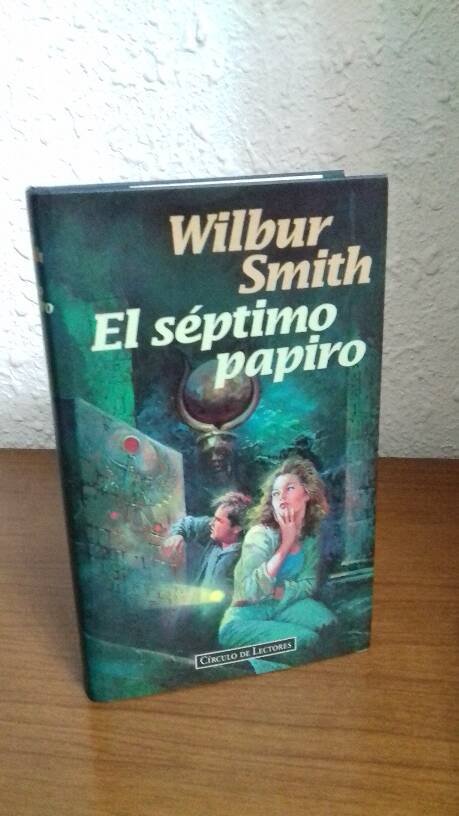 Wilbur
Smith
El séptimo
papiro
CÍRCULO DE LECTORES